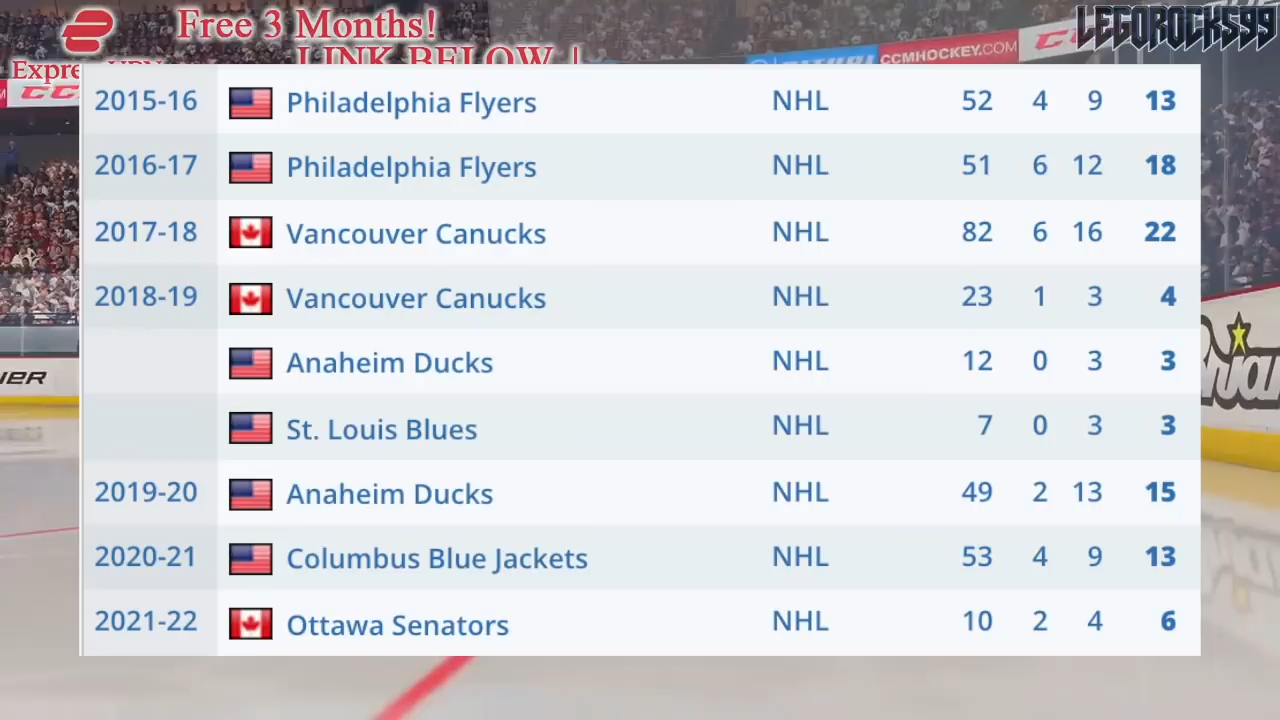 Free 3 Months!
LINK BELOW
LEGOROCKS99
CCMHOCKEY.COM
2015-16 Philadelphia Flyers NHL 52 4 9 13
2016-17 Philadelphia Flyers NHL 51 6 12 18
2017-18 Vancouver Canucks NHL 82 6 16 22
2018-19 Vancouver Canucks NHL 23 1 3 4
Anaheim Ducks NHL 12 0 3 3
St. Louis Blues NHL 7 0 3 3
2019-20 Anaheim Ducks NHL 49 2 13 15
2020-21 Columbus Blue Jackets NHL 53 4 9 13
2021-22 Ottawa Senators NHL 10 2 4 6